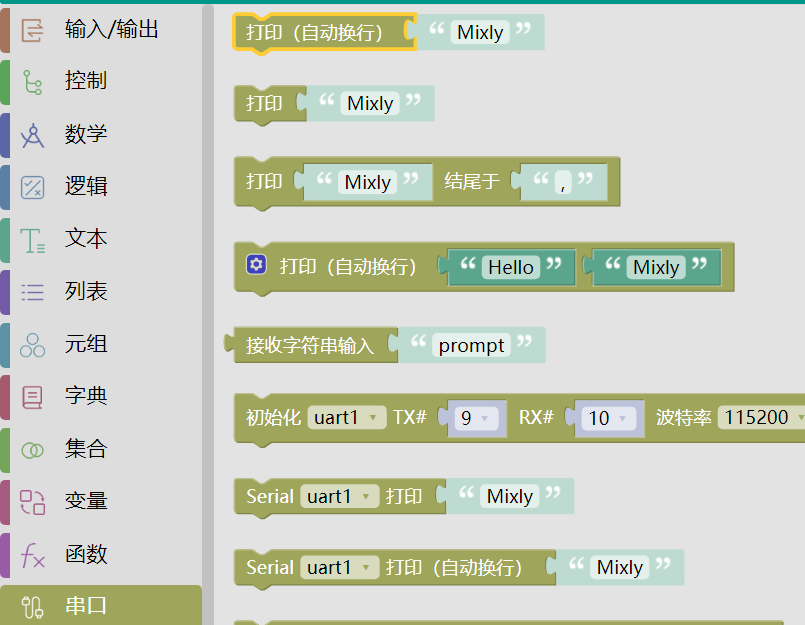 输入/输出
控制
数学
逻辑
文本
列表
元组
字典
集合
变量
函数
串口
打印（自动换行） “ Mixly ”
打印 “ Mixly ”
打印 “ Mixly ” 结尾于 “ , ”
打印（自动换行） “ Hello ” “ Mixly ”
接收字符串输入 “ prompt ”
初始化 uart1 TX# 9 RX# 10 波特率 115200
Serial uart1 打印 “ Mixly ”
Serial uart1 打印（自动换行） “ Mixly ”